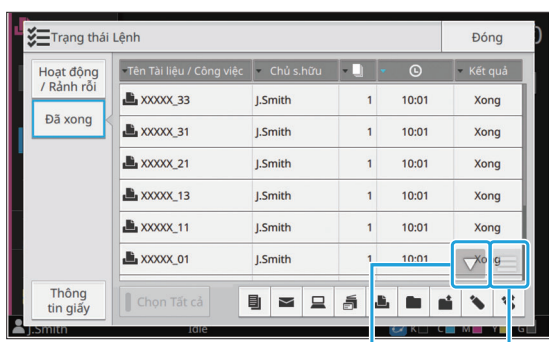 Trạng thái Lệnh
Đóng
Hoạt động
/ Rảnh rỗi
Đã xong
Thông
tin giấy
Tên Tài liệu / Công việc Chủ s.hữu Kết quả
XXXXX_33 J.Smith 1 10:01 Xong
XXXXX_31 J.Smith 1 10:01 Xong
XXXXX_21 J.Smith 1 10:01 Xong
XXXXX_13 J.Smith 1 10:01 Xong
XXXXX_11 J.Smith 1 10:01 Xong
XXXXX_01 J.Smith 1 10:01 Xong
Chọn Tất cả
J.Smith Idle K C M Y G